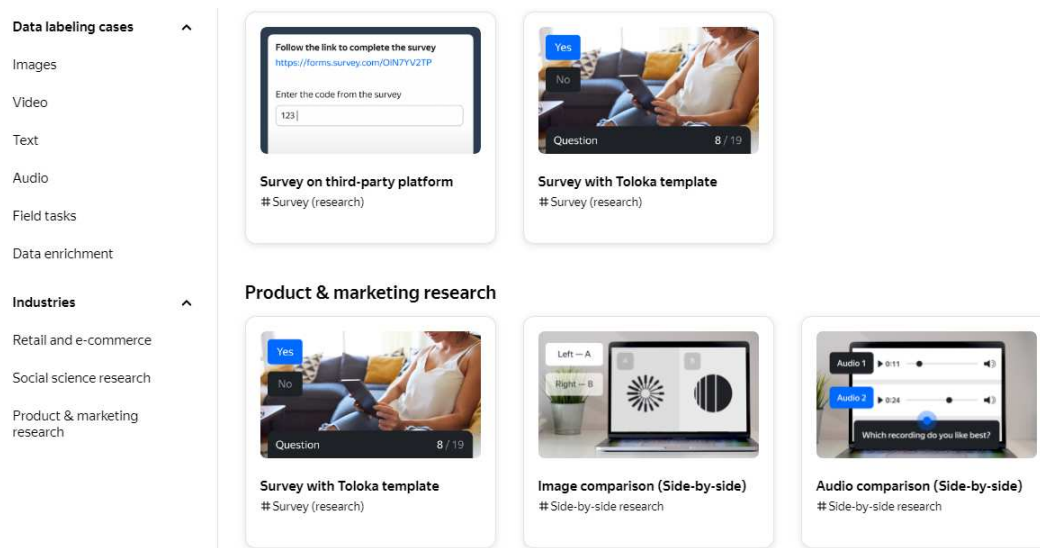 Data labeling cases
Images
Video
Text
Audio
Field tasks
Data enrichment
Industries
Retail and e-commerce
Social science research
Product & marketing
research
Follow the link to complete the survey
https://forms.survey.com/OIN7YV2TP
Enter the code from the survey
123
Survey on third-party platform
# Survey (research)
Yes
No
Question 8 / 19
Survey with Toloka template
# Survey (research)
Product & marketing research
Yes
No
Question 8 / 19
Survey with Toloka template
# Survey (research)
Left — A
Right — B
A B
Image comparison (Side-by-side)
# Side-by-side research
Audio 1 0:11
Audio 2 0:24
Which recording do you like best?
Audio comparison (Side-by-side)
# Side-by-side research